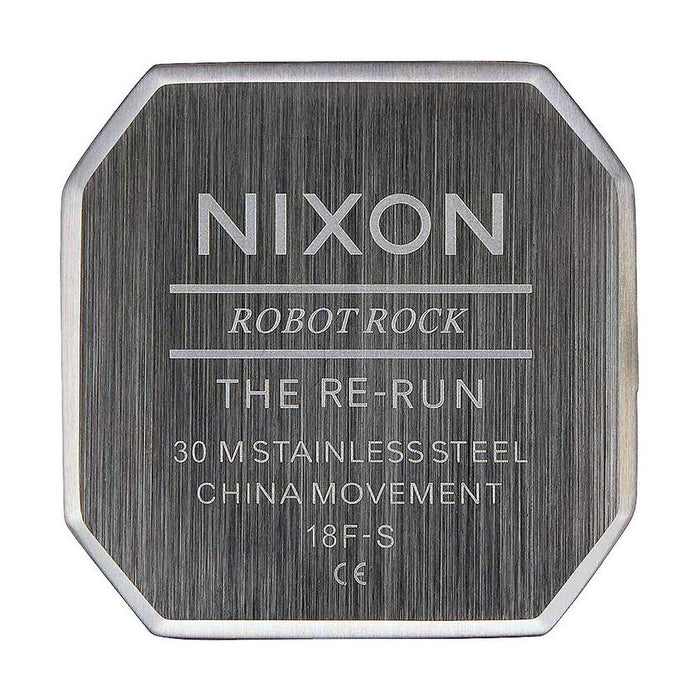 NIXON
ROBOT ROCK
THE RE-RUN
30 M STAINLESS STEEL
CHINA MOVEMENT
18F-S
CE